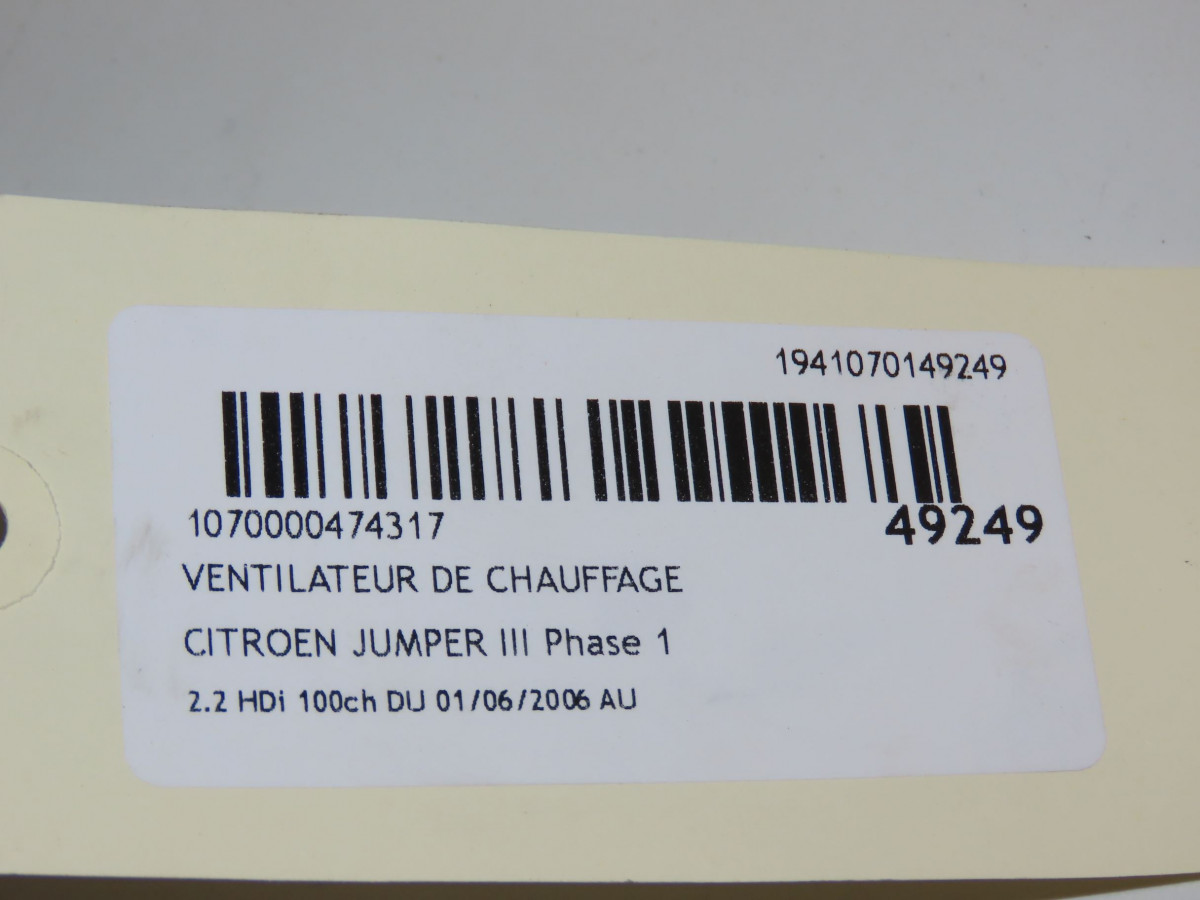 1941070149249
1070000474317
49249
VENTILATEUR DE CHAUFFAGE
CITROEN JUMPER III Phase 1
2.2 HDi 100ch DU 01/06/2006 AU